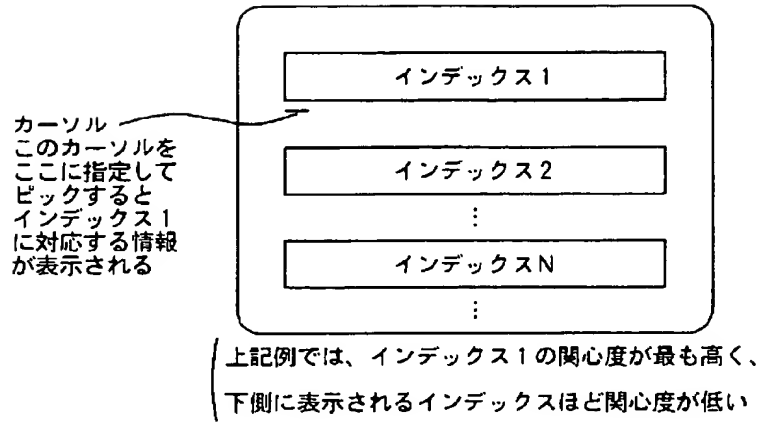 インデックス1
カーソル
このカーソルを
ここに指定して
ピックすると
インデックス1
に対応する情報
が表示される
インデックス2
⋮
インデックスN
⋮
上記例では、インデックス1の関心度が最も高く、
下側に表示されるインデックスほど関心度が低い